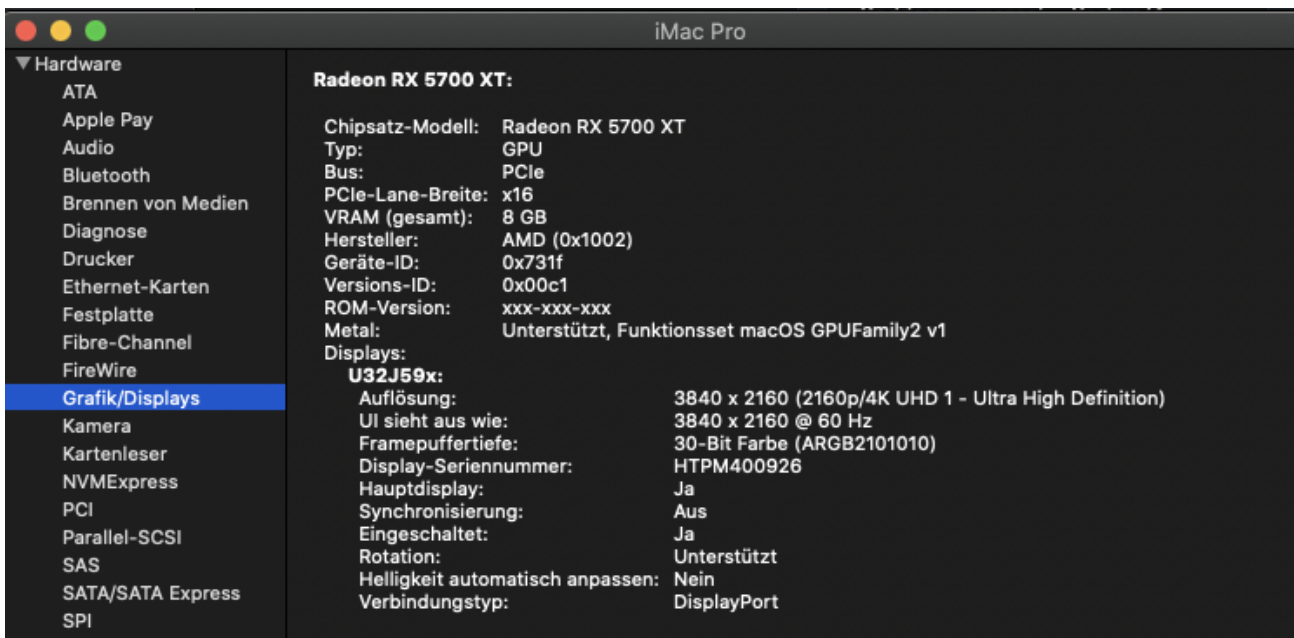 iMac Pro
Hardware
ATA
Apple Pay
Audio
Bluetooth
Brennen von Medien
Diagnose
Drucker
Ethernet-Karten
Festplatte
Fibre-Channel
FireWire
Grafik/Displays
Kamera
Kartenleser
NVMExpress
PCI
Parallel-SCSI
SAS
SATA/SATA Express
SPI
Radeon RX 5700 XT:
Chipsatz-Modell: Radeon RX 5700 XT
Typ: GPU
Bus: PCIe
PCIe-Lane-Breite: x16
VRAM (gesamt): 8 GB
Hersteller: AMD (0x1002)
Geräte-ID: 0x731f
Versions-ID: 0x00c1
ROM-Version: xxx-xxx-xxx
Metal: Unterstützt, Funktionsset macOS GPUFamily2 v1
Displays:
U32J59x:
Auflösung: 3840 x 2160 (2160p/4K UHD 1 - Ultra High Definition)
UI sieht aus wie: 3840 x 2160 @ 60 Hz
Framepuffertiefe: 30-Bit Farbe (ARGB2101010)
Display-Seriennummer: HTPM400926
Hauptdisplay: Ja
Synchronisierung: Aus
Eingeschaltet: Ja
Rotation: Unterstützt
Helligkeit automatisch anpassen: Nein
Verbindungstyp: DisplayPort